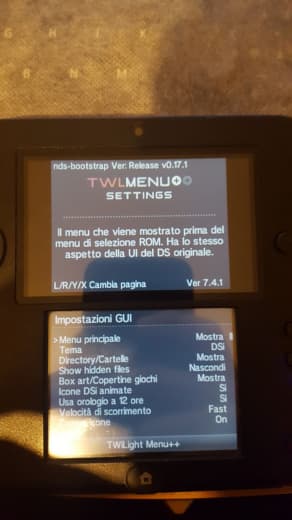 G H J K
B N M
nds-bootstrap Ver: Release v0.17.1
TWLMENU++
SETTINGS
Il menu che viene mostrato prima del
menu di selezione ROM. Ha lo stesso
aspetto della UI del DS originale.
L/R/Y/X Cambia pagina Ver 7.4.1
Impostazioni GUI
> Menu principale Mostra
Tema DSi
Directory/Cartelle Mostra
Show hidden files Nascondi
Box art/Copertine giochi Mostra
Icone DSi animate Sì
Usa orologio a 12 ore Sì
Velocità di scorrimento Fast
icone On
TWiLight Menu++